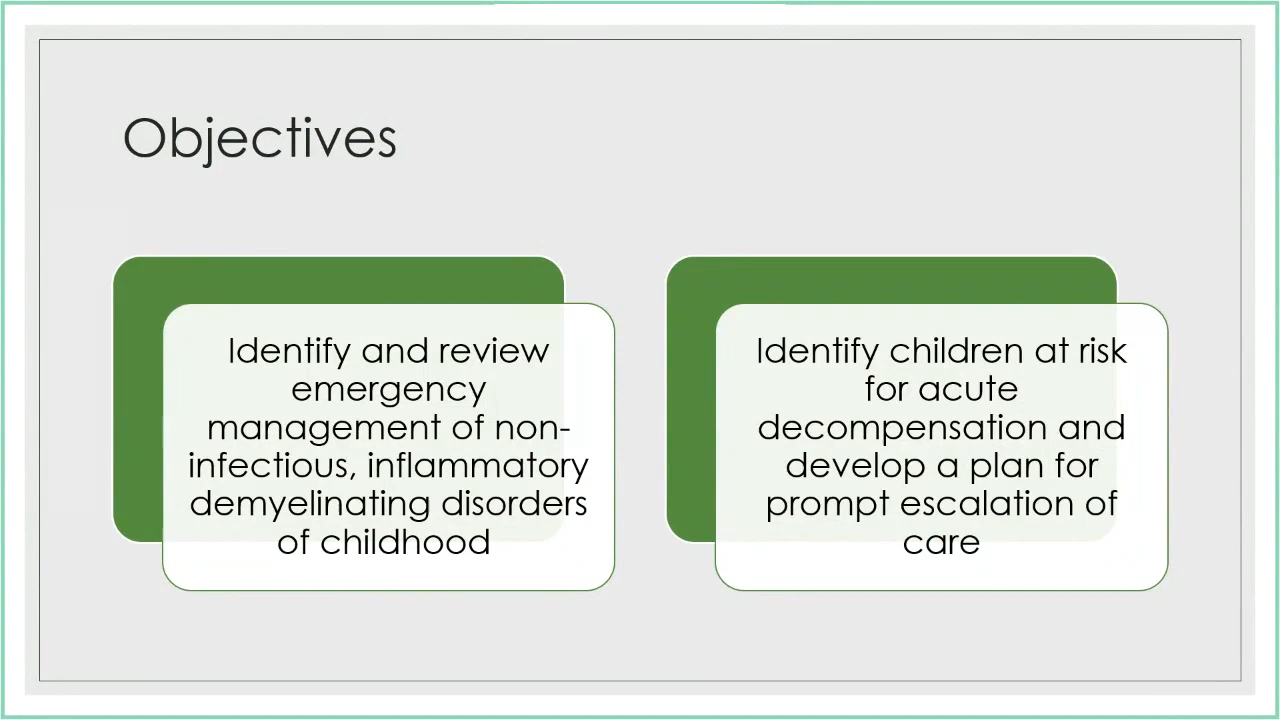 Objectives
Identify and review
emergency
management of non-
infectious, inflammatory
demyelinating disorders
of childhood
Identify children at risk
for acute
decompensation and
develop a plan for
prompt escalation of
care